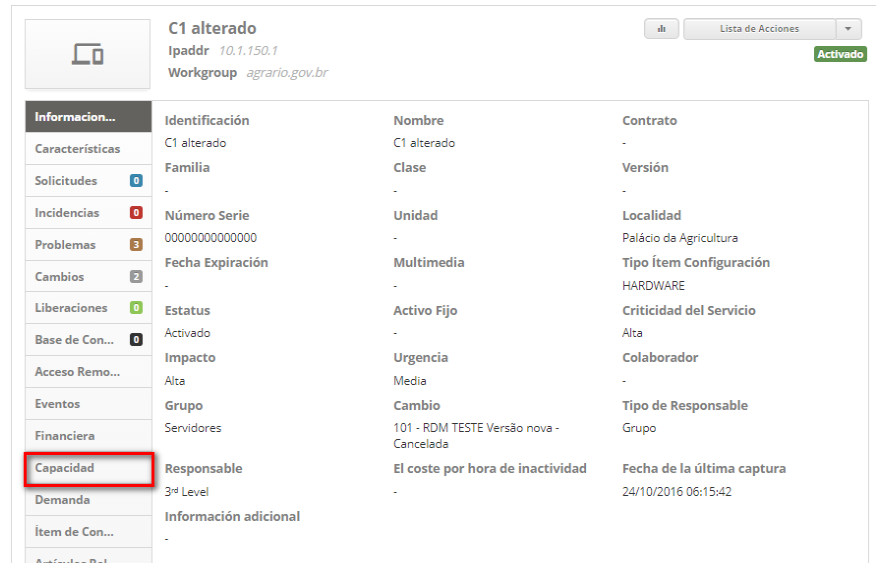 C1 alterado
Ipaddr 10.1.150.1
Workgroup agrario.gov.br
Lista de Acciones
Activado
Informacion...
Características
Solicitudes 0
Incidencias 0
Problemas 3
Cambios 2
Liberaciones 0
Base de Con... 0
Acceso Remo...
Eventos
Financiera
Capacidad
Demanda
Ítem de Con...
Artículos Rel...
Identificación Nombre Contrato
C1 alterado C1 alterado -
Familia Clase Versión
- - -
Número Serie Unidad Localidad
00000000000000 - Palácio da Agricultura
Fecha Expiración Multimedia Tipo Ítem Configuración
- - HARDWARE
Estatus Activo Fijo Criticidad del Servicio
Activado - Alta
Impacto Urgencia Colaborador
Alta Media -
Grupo Cambio Tipo de Responsable
Servidores 101 - RDM TESTE Versão nova - Grupo
Cancelada
Responsable El coste por hora de inactividad Fecha de la última captura
3rd Level - 24/10/2016 06:15:42
Información adicional
-